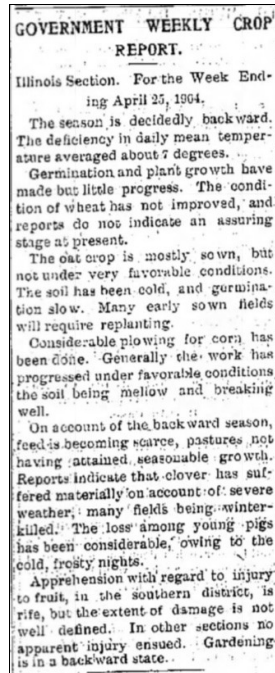 GOVERNMENT WEEKLY CROP
REPORT.
Illinois Section. For the Week End-
ing April 25, 1904.
The season is decidedly backward.
The deficiency in daily mean temper-
ature averaged about 7 degrees.
Germination and plant growth have
made but little progress. The condi-
tion of wheat has not improved, and
reports do not indicate an assuring
stage at present.
The oat crop is mostly sown, but
not under very favorable conditions.
The soil has been cold, and germina-
tion slow. Many early sown fields
will require replanting.
Considerable plowing for corn has
been done. Generally the work has
progressed under favorable conditions
the soil being mellow and breaking
well.
On account of the backward season,
feed is becoming scarce, pastures not
having attained seasonable growth.
Reports indicate that clover has suf-
fered materially on account of severe
weather, many fields being winter-
killed. The loss among young pigs
has been considerable, owing to the
cold, frosty nights.
Apprehension with regard to injury
to fruit, in the southern district, is
rife, but the extent of damage is not
well defined. In other sections no
apparent injury ensued. Gardening
is in a backward state.